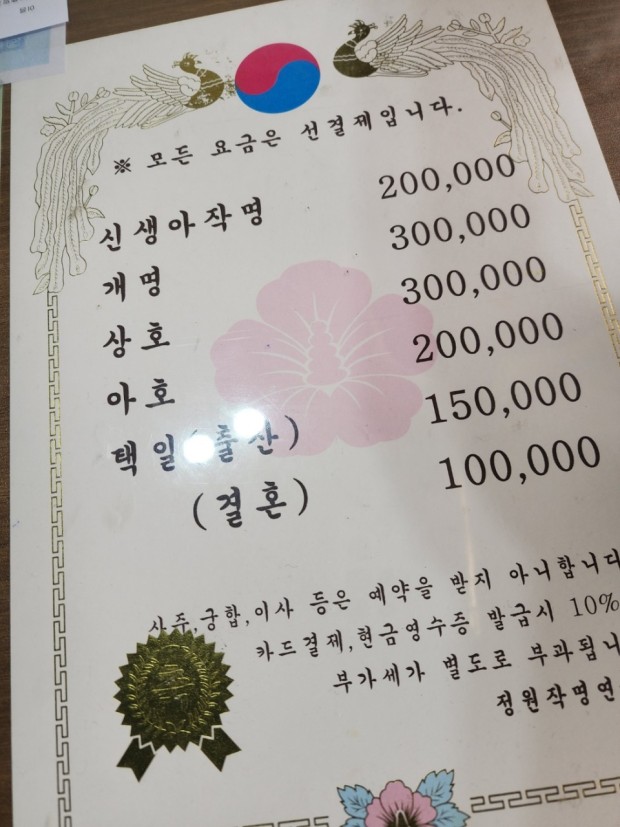 ※ 모든 요금은 선결제입니다.
신생아작명 200,000
개명 300,000
상호 300,000
아호 200,000
택일(출산) 150,000
(결혼) 100,000
사주,궁합,이사 등은 예약을 받지 아니합니다
카드결제,현금영수증 발급시 10%
부가세가 별도로 부과됩니
정원작명연